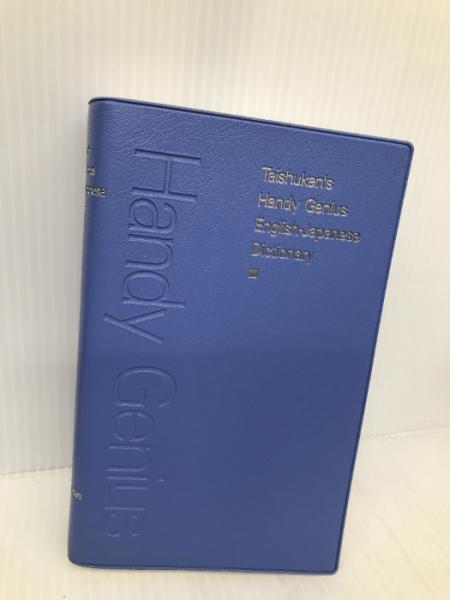 Taishukan's
Handy Genius
English-Japanese
Dictionary
Handy Genius